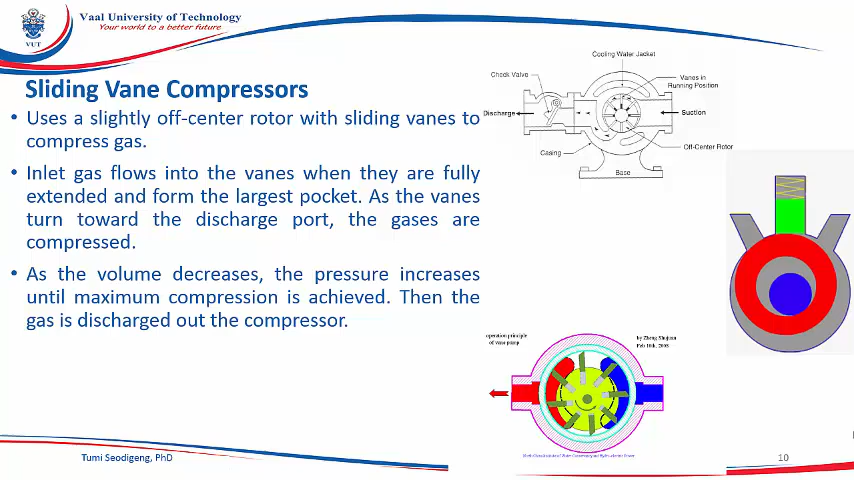 Vaal University of Technology
Your world to a better future
VUT
Sliding Vane Compressors
• Uses a slightly off-center rotor with sliding vanes to
compress gas.
• Inlet gas flows into the vanes when they are fully
extended and form the largest pocket. As the vanes
turn toward the discharge port, the gases are
compressed.
• As the volume decreases, the pressure increases
until maximum compression is achieved. Then the
gas is discharged out the compressor.
Cooling Water Jacket
Check Valve
Vanes in
Running Position
Discharge
Suction
Off-Center Rotor
Casing
Base
operation principle
of vane pump
by Zheng Shujuan
Feb 16th, 2008
Tumi Seodigeng, PhD
10